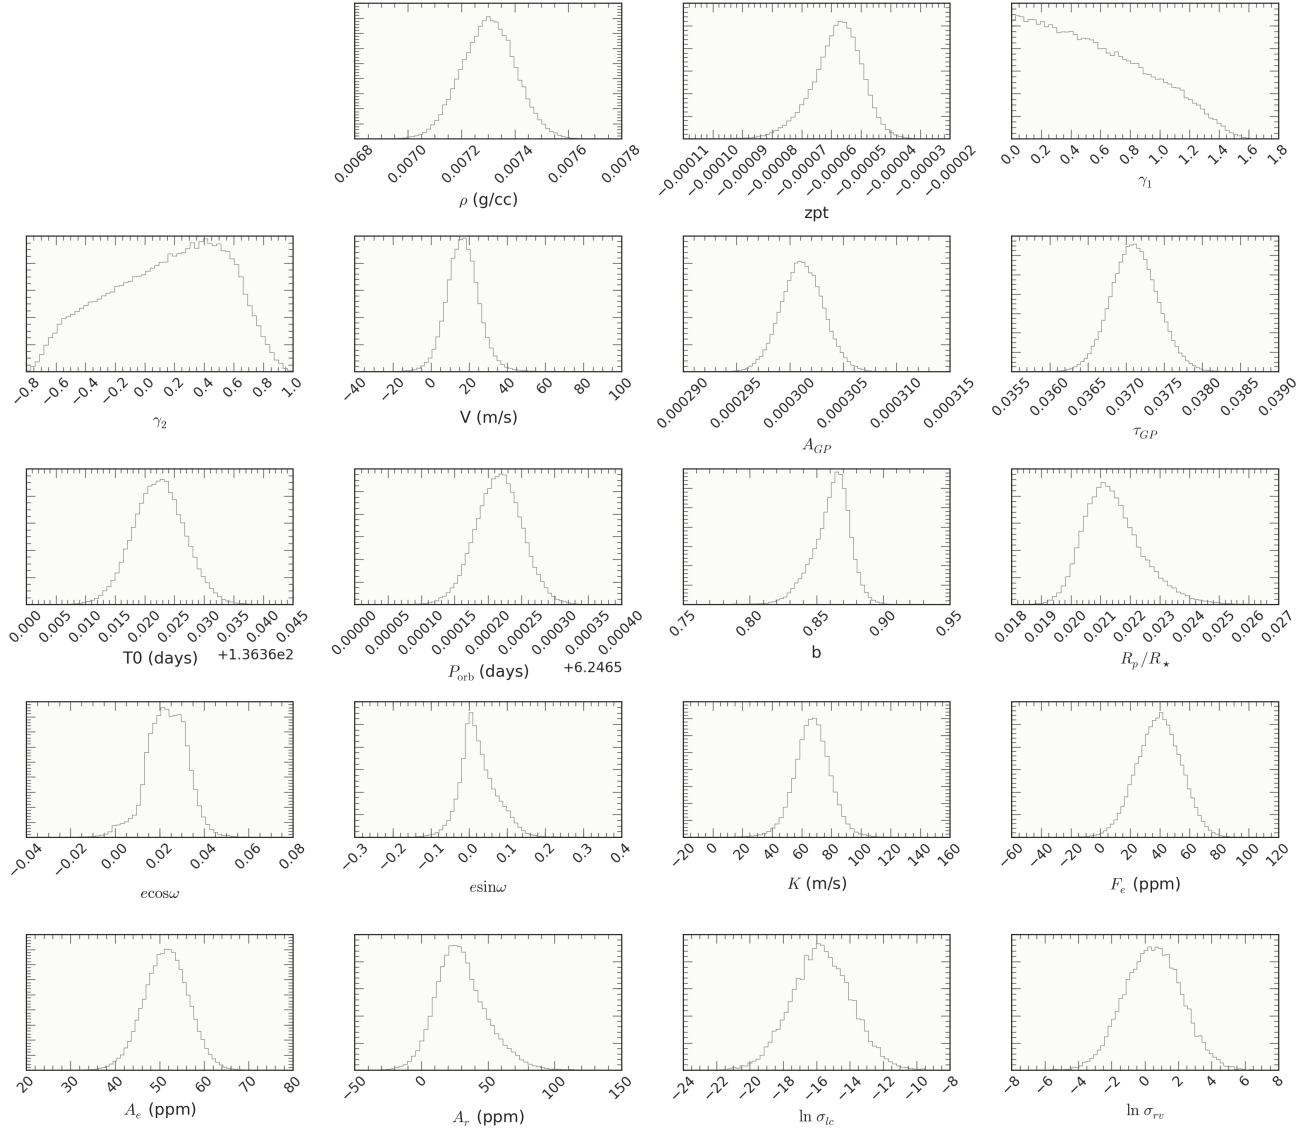 0.0068 0.0070 0.0072 0.0074 0.0076 0.0078
ρ (g/cc)
−0.00011 −0.00010 −0.00009 −0.00008 −0.00007 −0.00006 −0.00005 −0.00004 −0.00003 −0.00002
zpt
0.0 0.2 0.4 0.6 0.8 1.0 1.2 1.4 1.6 1.8
γ₁
−0.8 −0.6 −0.4 −0.2 0.0 0.2 0.4 0.6 0.8 1.0
γ₂
−40 −20 0 20 40 60 80 100
V (m/s)
0.000290 0.000295 0.000300 0.000305 0.000310 0.000315
A_GP
0.0355 0.0360 0.0365 0.0370 0.0375 0.0380 0.0385 0.0390
τ_GP
0.000 0.005 0.010 0.015 0.020 0.025 0.030 0.035 0.040 0.045
T0 (days) +1.3636e2
0.00000 0.00005 0.00010 0.00015 0.00020 0.00025 0.00030 0.00035 0.00040
P_orb (days) +6.2465
0.75 0.80 0.85 0.90 0.95
b
0.018 0.019 0.020 0.021 0.022 0.023 0.024 0.025 0.026 0.027
R_p/R_⋆
−0.04 −0.02 0.00 0.02 0.04 0.06 0.08
ecosω
−0.3 −0.2 −0.1 0.0 0.1 0.2 0.3 0.4
esinω
−20 0 20 40 60 80 100 120 140 160
K (m/s)
−60 −40 −20 0 20 40 60 80 100 120
F_e (ppm)
20 30 40 50 60 70 80
A_e (ppm)
−50 0 50 100 150
A_r (ppm)
−24 −22 −20 −18 −16 −14 −12 −10 −8
ln σ_lc
−8 −6 −4 −2 0 2 4 6 8
ln σ_rv